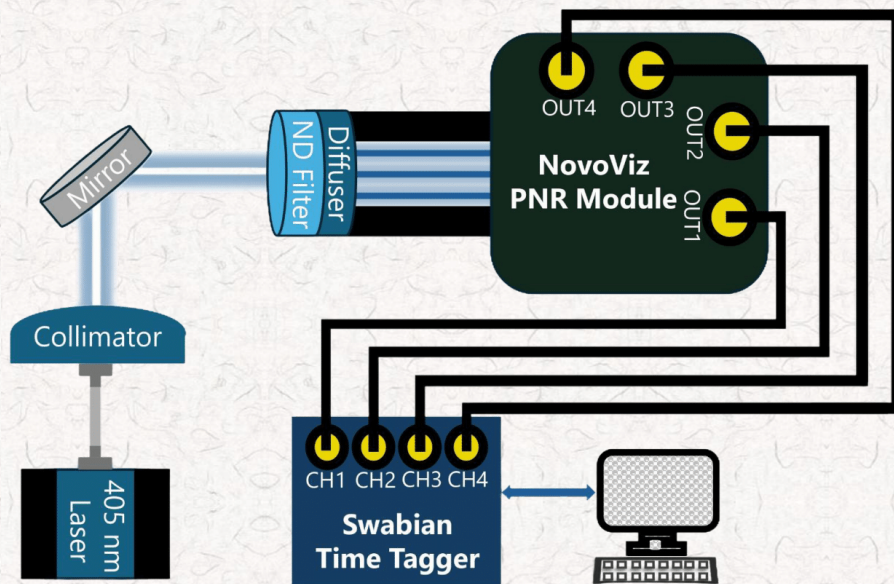 OUT4
OUT3
OUT2
OUT1
NovoViz
PNR Module
Diffuser
ND Filter
Mirror
Collimator
405 nm
Laser
CH1
CH2
CH3
CH4
Swabian
Time Tagger